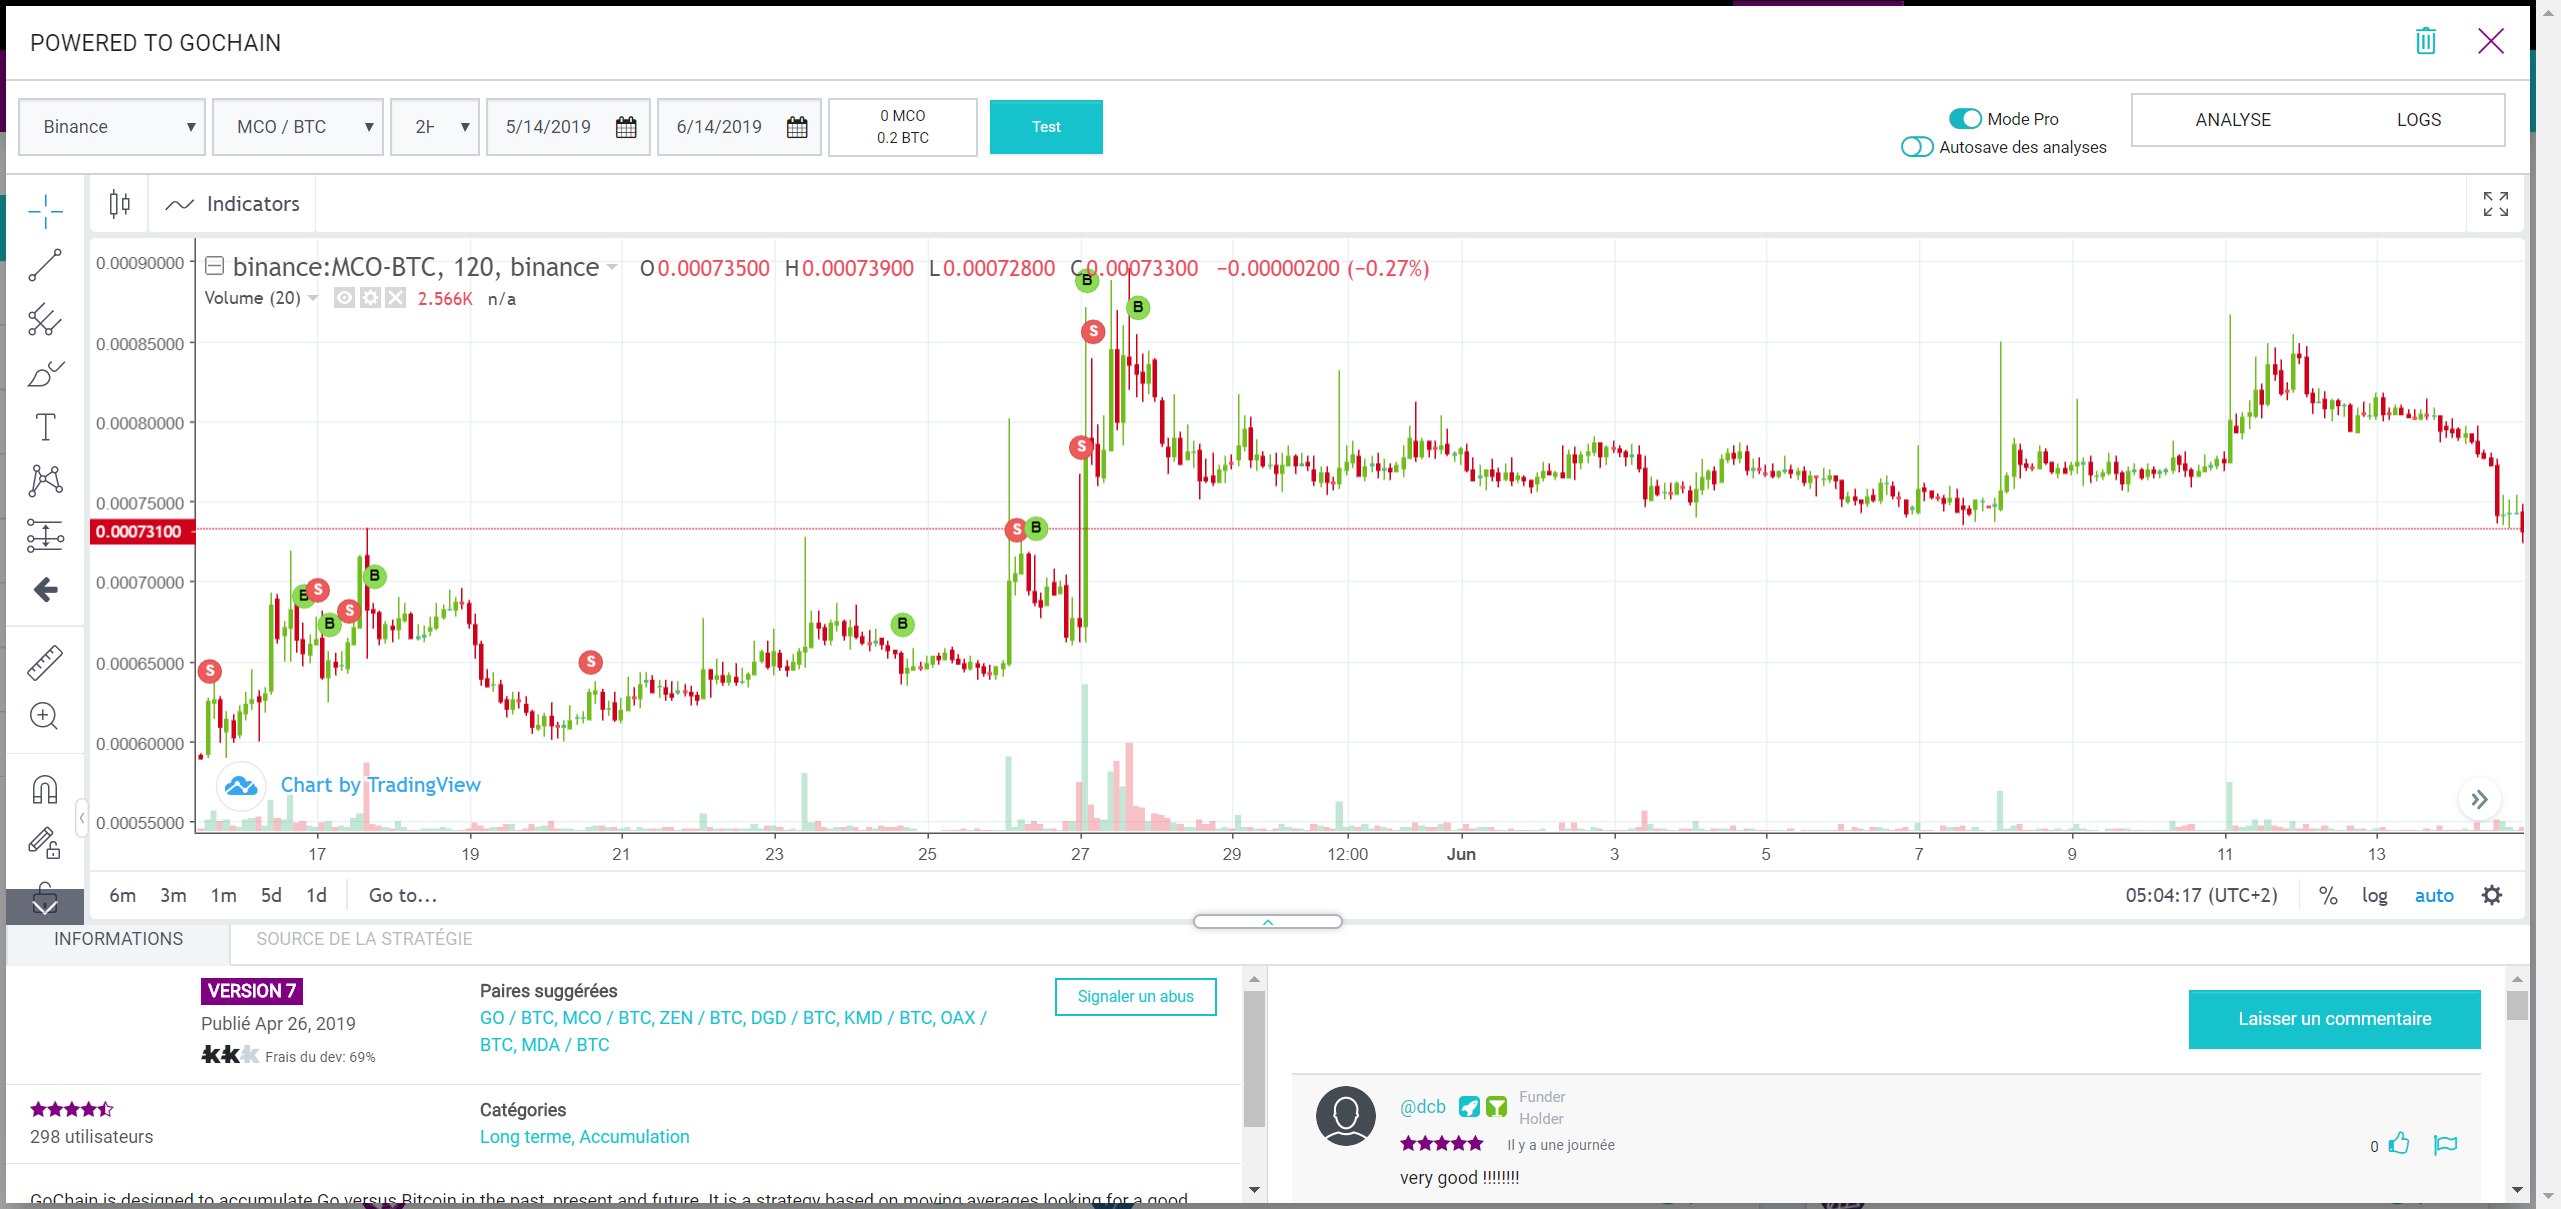 POWERED TO GOCHAIN
Binance
MCO / BTC
2H
5/14/2019
6/14/2019
0 MCO
0.2 BTC
Test
Mode Pro
Autosave des analyses
ANALYSE
LOGS
Indicators
binance:MCO-BTC, 120, binance
O0.00073500 H0.00073900 L0.00072800 C0.00073300 −0.00000200 (−0.27%)
Volume (20)
2.566K n/a
0.00090000
0.00085000
0.00080000
0.00075000
0.00073100
0.00070000
0.00065000
0.00060000
0.00055000
S
B
S
B
S
B
S
B
S
B
S
B
S
B
Chart by TradingView
17 19 21 23 25 27 29 12:00 Jun 3 5 7 9 11 13
6m 3m 1m 5d 1d Go to...
05:04:17 (UTC+2) % log auto
INFORMATIONS
SOURCE DE LA STRATÉGIE
VERSION 7
Publié Apr 26, 2019
Frais du dev: 69%
Paires suggérées
GO / BTC, MCO / BTC, ZEN / BTC, DGD / BTC, KMD / BTC, OAX /
BTC, MDA / BTC
Signaler un abus
298 utilisateurs
Catégories
Long terme, Accumulation
GoChain is designed to accumulate Go versus Bitcoin in the past, present and future. It is a strategy based on moving averages looking for a good
Laisser un commentaire
@dcb
Funder
Holder
Il y a une journée
0
very good !!!!!!!!